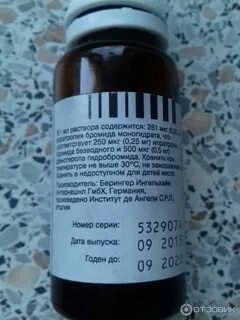 1 мл раствора содержится: 261 мкг
ипратропия бромида моногидрата, что
соответствует 250 мкг (0,25 мг) ипратропия
бромида безводного и 500 мкг (0,5 мг)
фенотерола гидробромида. Хранить при
температуре не выше 30°С, не замораживать
Хранить в недоступном для детей месте
Производитель: Берингер Ингельхайм
Интернешнл ГмбХ, Германия,
произведено Институт де Ангели С.Р.Л.,
Италия
Номер серии: 532907
Дата выпуска: 09 2015
Годен до: 09 2020
ОТЗОВИК